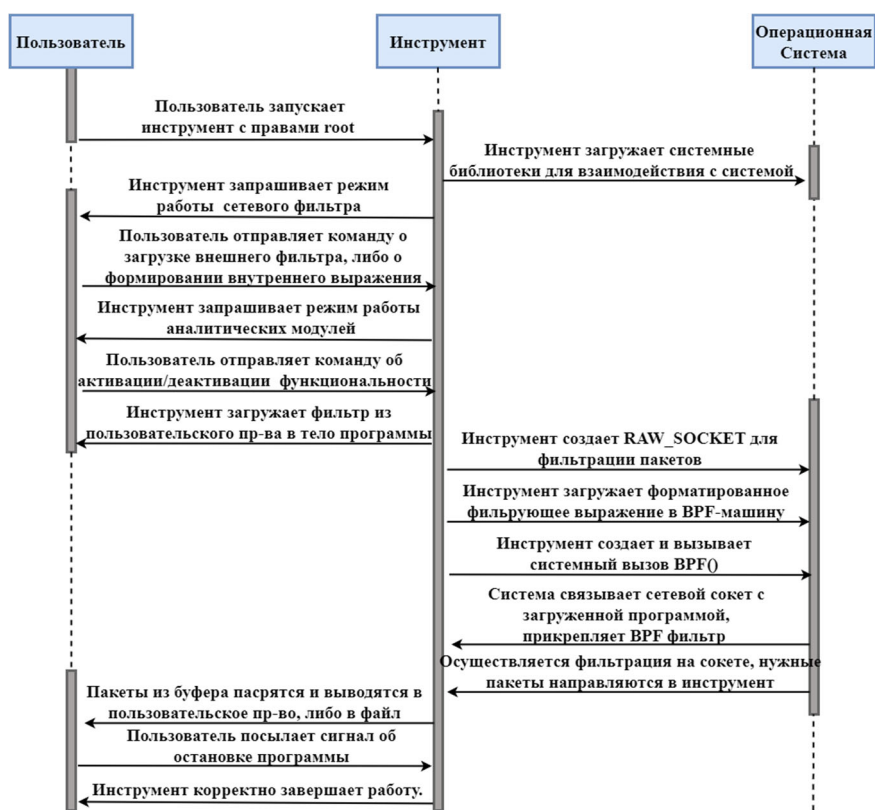 Пользователь
Инструмент
Операционная
Система
Пользователь запускает
инструмент с правами root
Инструмент загружает системные
библиотеки для взаимодействия с системой
Инструмент запрашивает режим
работы сетевого фильтра
Пользователь отправляет команду о
загрузке внешнего фильтра, либо о
формировании внутреннего выражения
Инструмент запрашивает режим работы
аналитических модулей
Пользователь отправляет команду об
активации/деактивации функциональности
Инструмент загружает фильтр из
пользовательского пр-ва в тело программы
Инструмент создает RAW_SOCKET для
фильтрации пакетов
Инструмент загружает форматированное
фильрующее выражение в BPF-машину
Инструмент создает и вызывает
системный вызов BPF()
Система связывает сетевой сокет с
загруженной программой,
прикрепляет BPF фильтр
Осуществляется фильтрация на сокете, нужные
пакеты направляются в инструмент
Пакеты из буфера пасрятся и выводятся в
пользовательское пр-во, либо в файл
Пользователь посылает сигнал об
остановке программы
Инструмент корректно завершает работу.